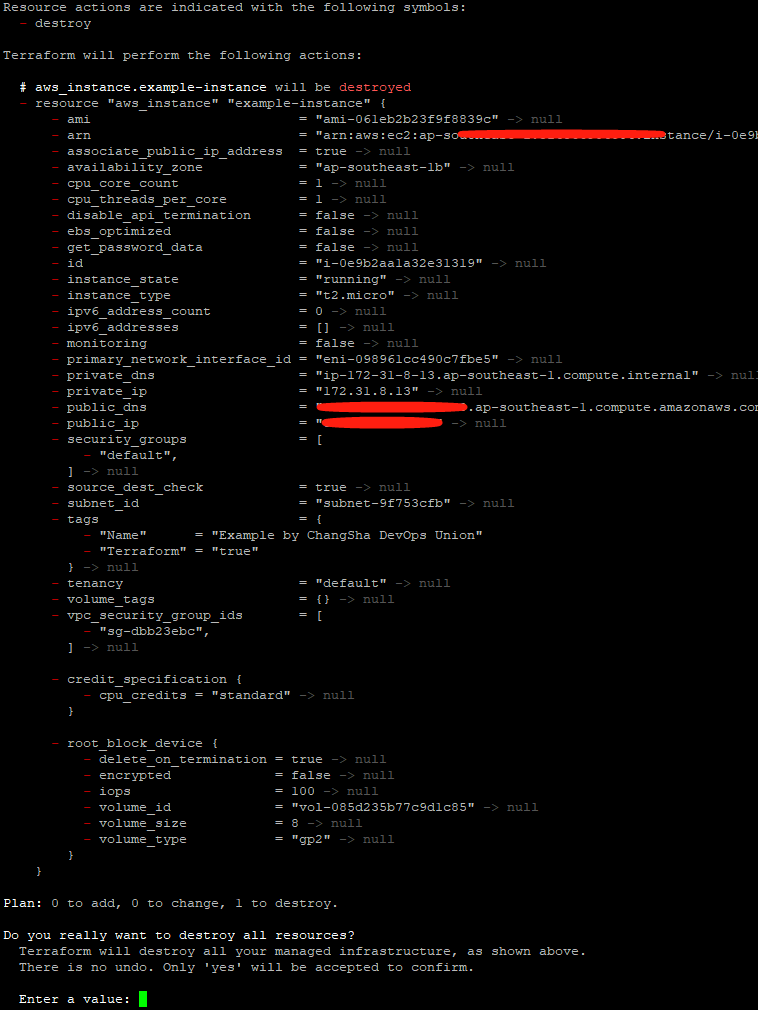 Resource actions are indicated with the following symbols:
  - destroy

Terraform will perform the following actions:

  # aws_instance.example-instance will be destroyed
  - resource "aws_instance" "example-instance" {
      - ami                          = "ami-061eb2b23f9f8839c" -> null
      - arn                          = "arn:aws:ec2:ap-so stance/i-0e9b
      - associate_public_ip_address  = true -> null
      - availability_zone            = "ap-southeast-1b" -> null
      - cpu_core_count               = 1 -> null
      - cpu_threads_per_core         = 1 -> null
      - disable_api_termination      = false -> null
      - ebs_optimized                = false -> null
      - get_password_data            = false -> null
      - id                           = "i-0e9b2aa1a32e31319" -> null
      - instance_state               = "running" -> null
      - instance_type                = "t2.micro" -> null
      - ipv6_address_count           = 0 -> null
      - ipv6_addresses               = [] -> null
      - monitoring                   = false -> null
      - primary_network_interface_id = "eni-098961cc490c7fbe5" -> null
      - private_dns                  = "ip-172-31-8-13.ap-southeast-1.compute.internal" -> nul
      - private_ip                   = "172.31.8.13" -> null
      - public_dns                   = " .ap-southeast-1.compute.amazonaws.com
      - public_ip                    = " -> null
      - security_groups              = [
          - "default",
        ] -> null
      - source_dest_check            = true -> null
      - subnet_id                    = "subnet-9f753cfb" -> null
      - tags                         = {
          - "Name"      = "Example by ChangSha DevOps Union"
          - "Terraform" = "true"
        } -> null
      - tenancy                      = "default" -> null
      - volume_tags                  = {} -> null
      - vpc_security_group_ids       = [
          - "sg-dbb23ebc",
        ] -> null

      - credit_specification {
          - cpu_credits = "standard" -> null
        }

      - root_block_device {
          - delete_on_termination = true -> null
          - encrypted             = false -> null
          - iops                  = 100 -> null
          - volume_id             = "vol-085d235b77c9d1c85" -> null
          - volume_size           = 8 -> null
          - volume_type           = "gp2" -> null
        }
    }

Plan: 0 to add, 0 to change, 1 to destroy.

Do you really want to destroy all resources?
  Terraform will destroy all your managed infrastructure, as shown above.
  There is no undo. Only 'yes' will be accepted to confirm.

  Enter a value: